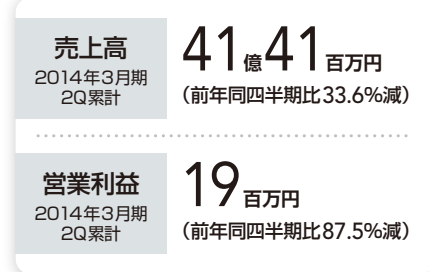 売上高
2014年3月期
2Q累計
41億41百万円
(前年同四半期比33.6%減)
営業利益
2014年3月期
2Q累計
19百万円
(前年同四半期比87.5%減)